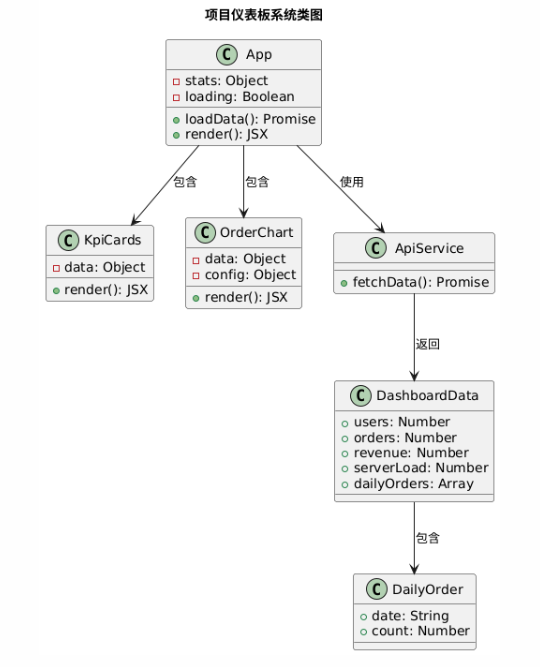 项目仪表板系统类图
C App
stats: Object
loading: Boolean
loadData(): Promise
render(): JSX
包含
包含
使用
C KpiCards
data: Object
render(): JSX
C OrderChart
data: Object
config: Object
render(): JSX
C ApiService
fetchData(): Promise
返回
C DashboardData
users: Number
orders: Number
revenue: Number
serverLoad: Number
dailyOrders: Array
包含
C DailyOrder
date: String
count: Number